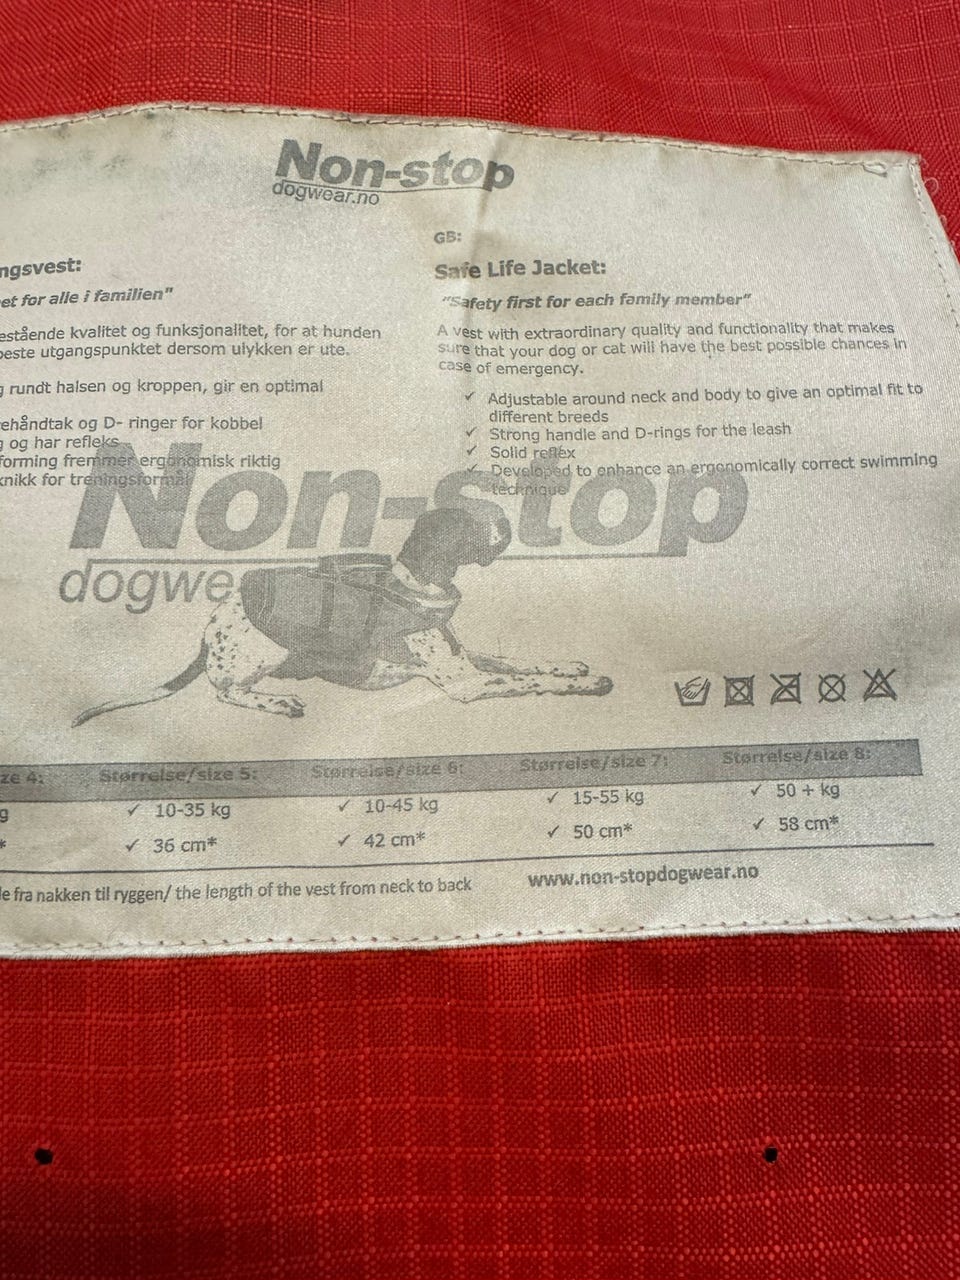 Non-stop
dogwear.no
ngsvest:
et for alle i familien"
estående kvalitet og funksjonalitet, for at hunden
beste utgangspunktet dersom ulykken er ute.
g rundt halsen og kroppen, gir en optimal
ehåndtak og D- ringer for kobbel
g og har refleks
forming fremmer ergonomisk riktig
knikk for treningsformål
GB:
Safe Life Jacket:
"Safety first for each family member"
A vest with extraordinary quality and functionality that makes
sure that your dog or cat will have the best possible chances in
case of emergency.
✓ Adjustable around neck and body to give an optimal fit to
different breeds
✓ Strong handle and D-rings for the leash
✓ Solid reflex
✓ Developed to enhance an ergonomically correct swimming
technique
Non-stop
dogwe
ze 4: Størrelse/size 5: Størrelse/size 6: Størrelse/size 7: Størrelse/size 8:
g ✓ 10-35 kg ✓ 10-45 kg ✓ 15-55 kg ✓ 50 + kg
* ✓ 36 cm* ✓ 42 cm* ✓ 50 cm* ✓ 58 cm*
e fra nakken til ryggen/ the length of the vest from neck to back www.non-stopdogwear.no